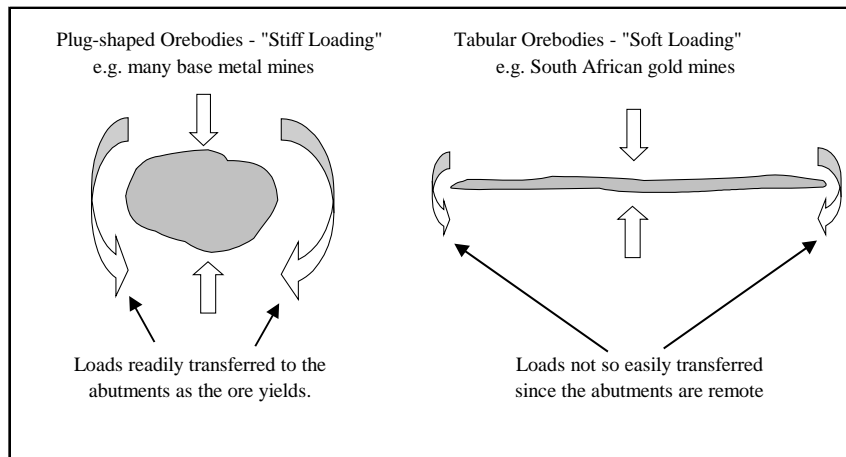 Plug-shaped Orebodies - "Stiff Loading"
e.g. many base metal mines
Tabular Orebodies - "Soft Loading"
e.g. South African gold mines
Loads readily transferred to the
abutments as the ore yields.
Loads not so easily transferred
since the abutments are remote